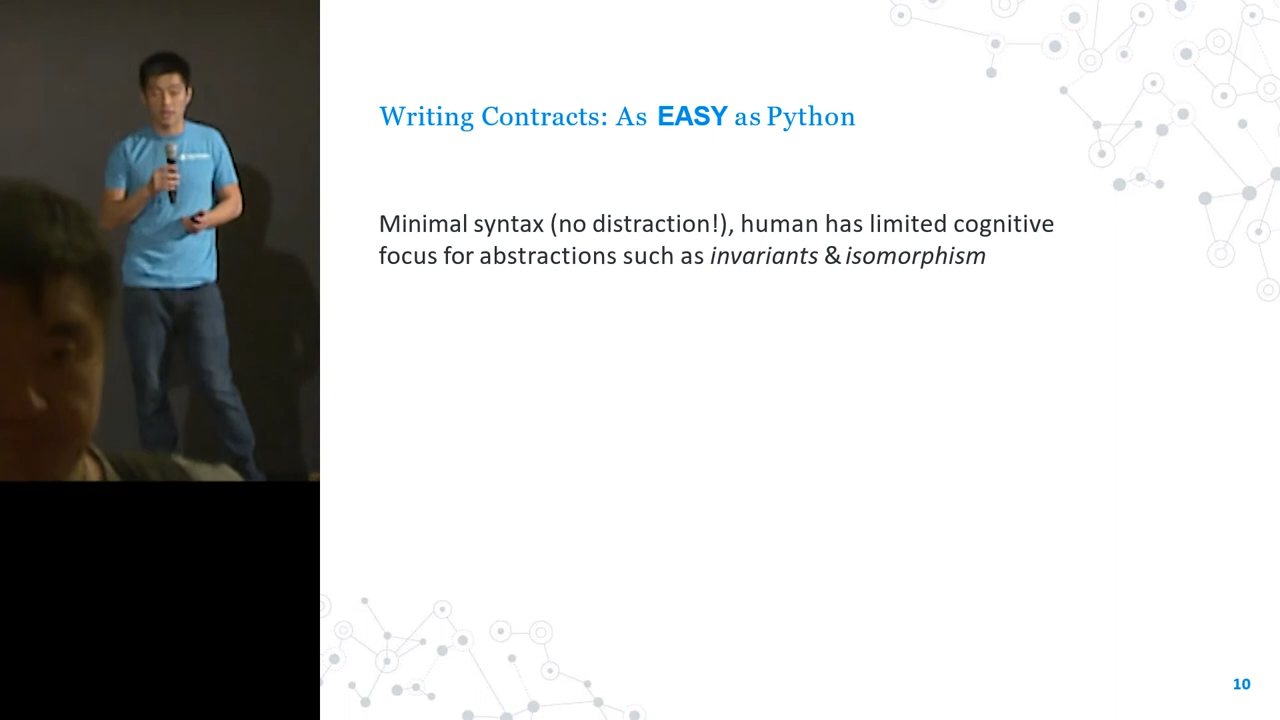 Writing Contracts: As EASY as Python
Minimal syntax (no distraction!), human has limited cognitive
focus for abstractions such as invariants & isomorphism
10